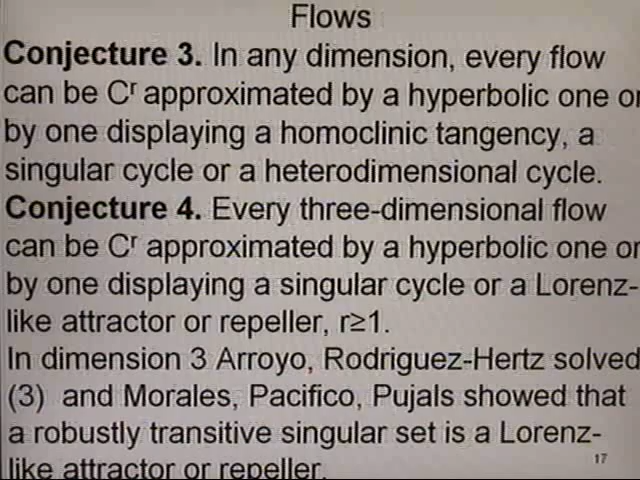 Flows
Conjecture 3. In any dimension, every flow
can be Cʳ approximated by a hyperbolic one or
by one displaying a homoclinic tangency, a
singular cycle or a heterodimensional cycle.
Conjecture 4. Every three-dimensional flow
can be Cʳ approximated by a hyperbolic one or
by one displaying a singular cycle or a Lorenz-
like attractor or repeller, r≥1.
In dimension 3 Arroyo, Rodriguez-Hertz solved
(3) and Morales, Pacifico, Pujals showed that
a robustly transitive singular set is a Lorenz-
like attractor or repeller.
17